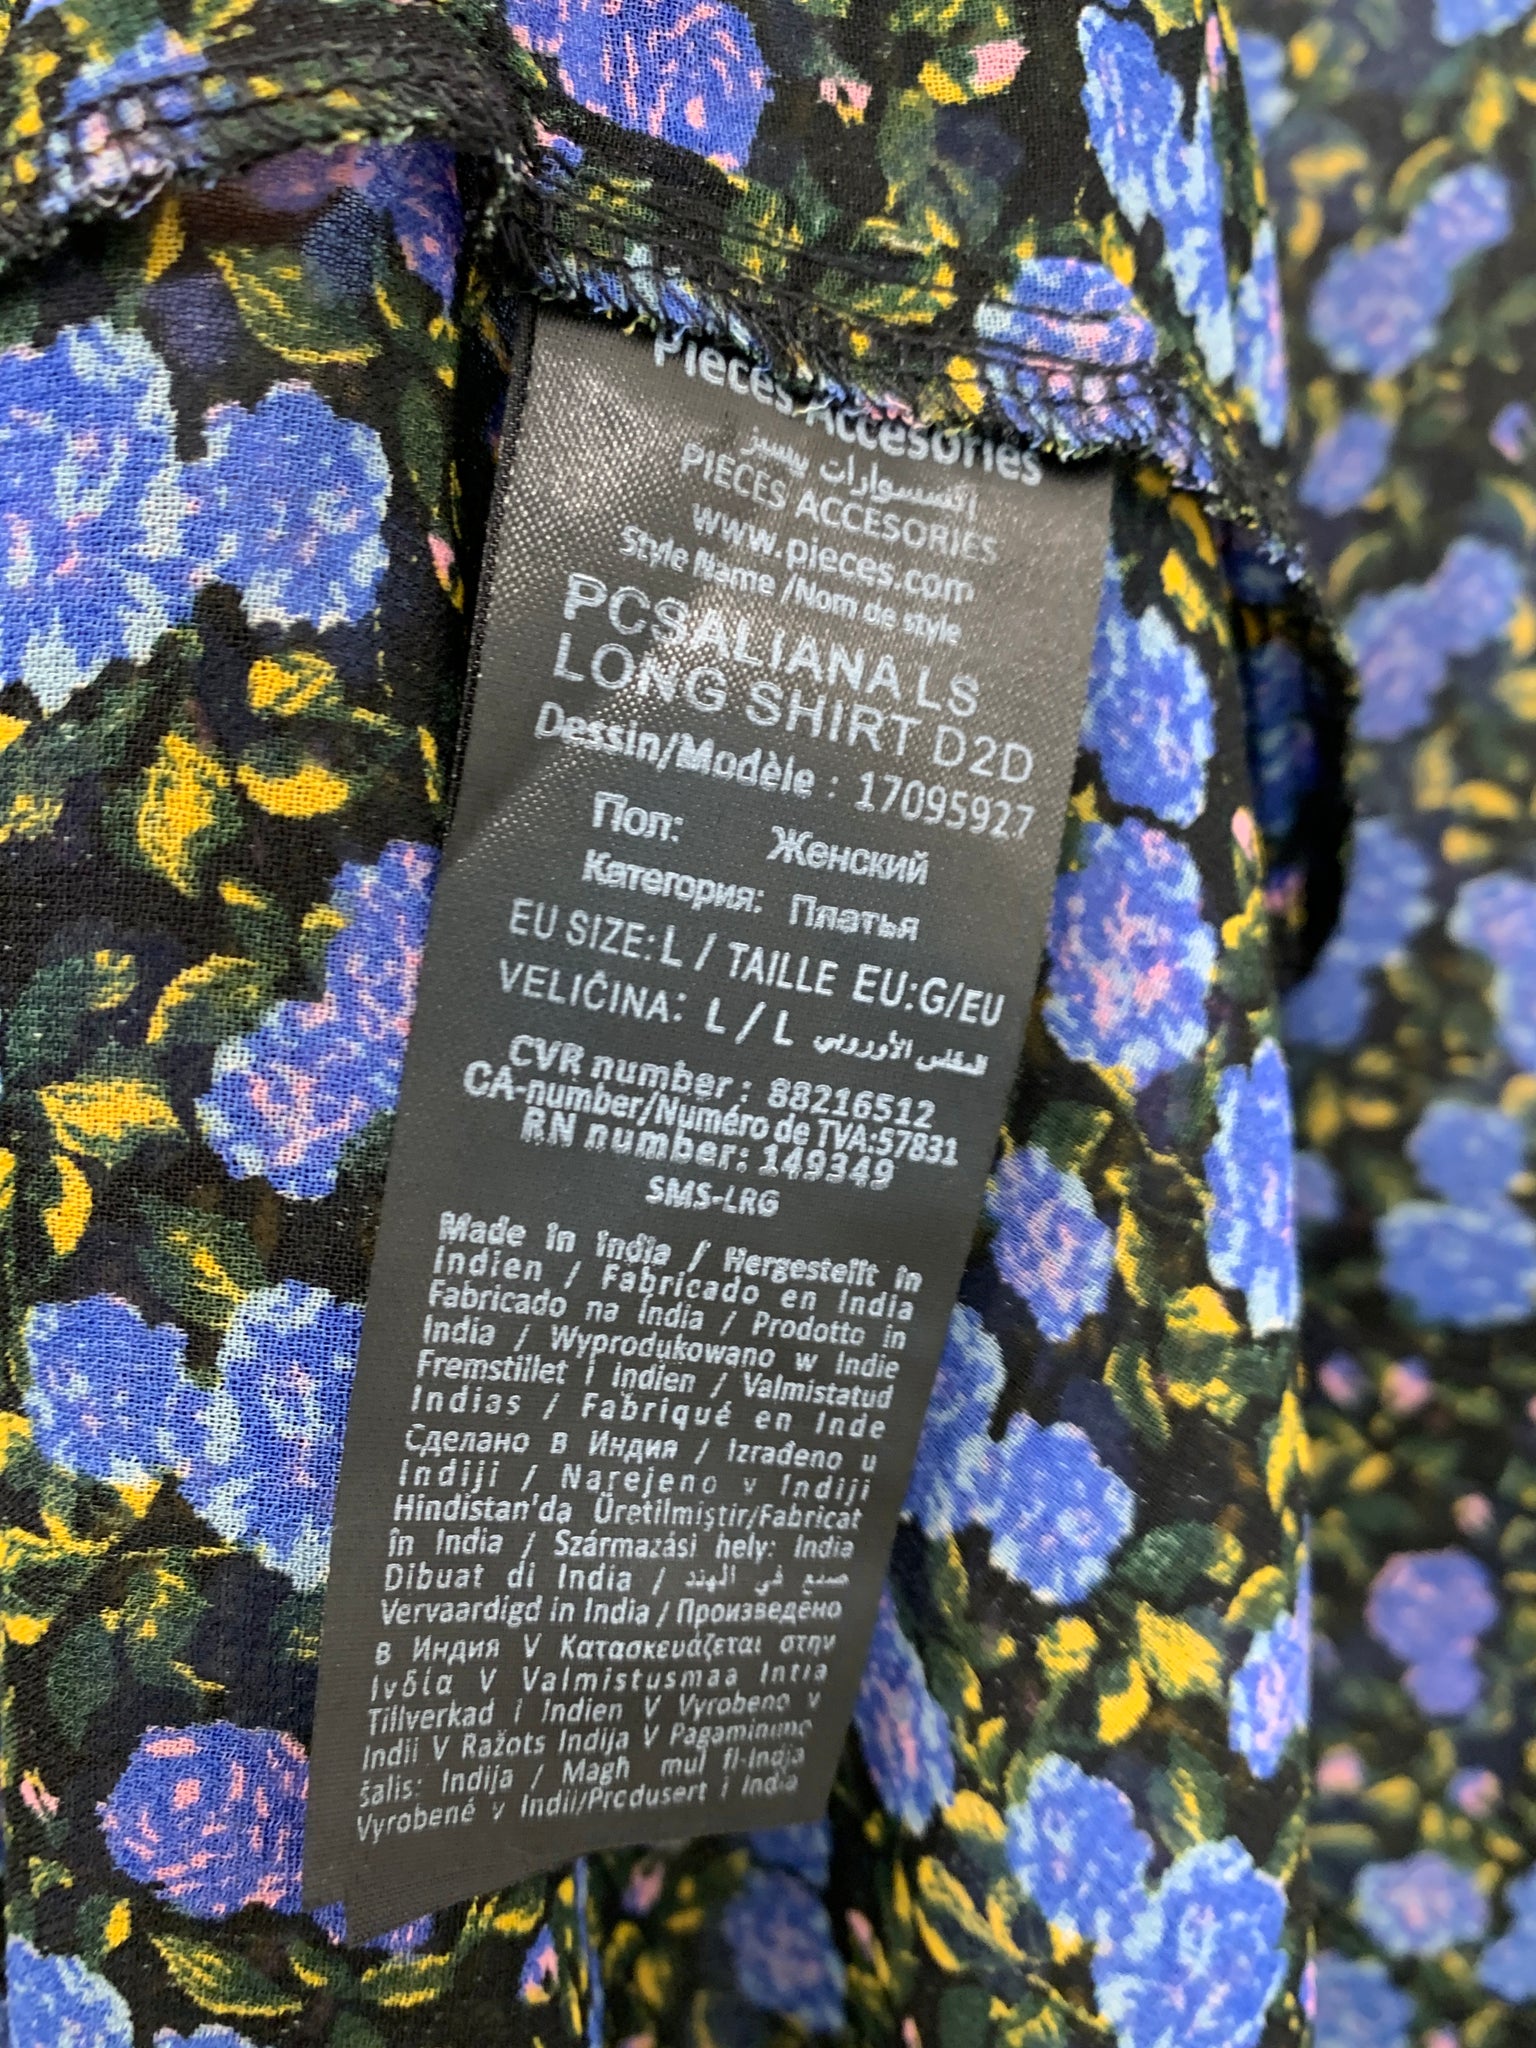 Pieces Accesories
إكسسوارات بيسيز
PIECES ACCESORIES
www.pieces.com
Style Name /Nom de style
PCSALIANA LS
LONG SHIRT D2D
Dessin/Modèle : 17095927
Пол: Женский
Категория: Платья
EU SIZE: L / TAILLE EU:G/EU
VELIČINA: L / L المقاس الأوروبي
CVR number : 88216512
CA-number/Numéro de TVA:57831
RN number: 149349
SMS-LRG
Made in India / Hergestellt in
Indien / Fabricado en India
Fabricado na Índia / Prodotto in
India / Wyprodukowano w Indie
Fremstillet i Indien / Valmistatud
Indias / Fabriqué en Inde
Сделано в Индия / Izrađeno u
Indiji / Narejeno v Indiji
Hindistan'da Üretilmiştir/Fabricat
în India / Származási hely: India
Dibuat di India / صنع في الهند
Vervaardigd in India / Произведено
в Индия V Κατασκευάζεται στην
Ινδία V Valmistusmaa Intia
Tillverkad i Indien V Vyrobeno v
Indii V Ražots Indija V Pagaminimo
šalis: Indija / Magħmul fl-Indja
Vyrobené v Indii/Produsert i India